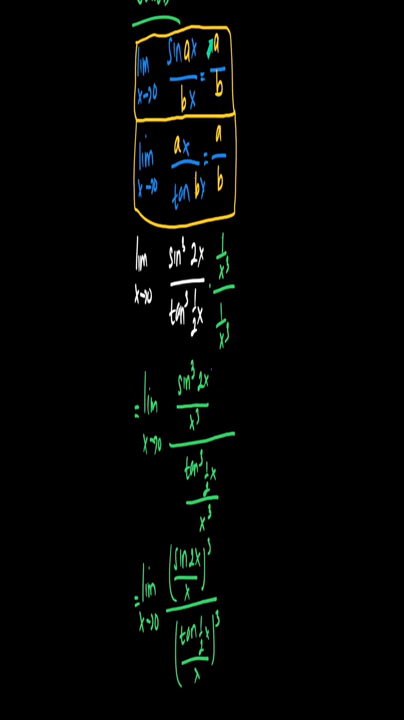 lim x→0 sin ax / bx = a / b
lim x→0 ax / tan bx = a / b
lim x→0 sin³ 2x / tan³ ½x · (1/x³) / (1/x³)
= lim x→0 (sin³ 2x / x³) / (tan³ ½x / x³)
= lim x→0 (sin 2x / x)³ / (tan ½x / x)³